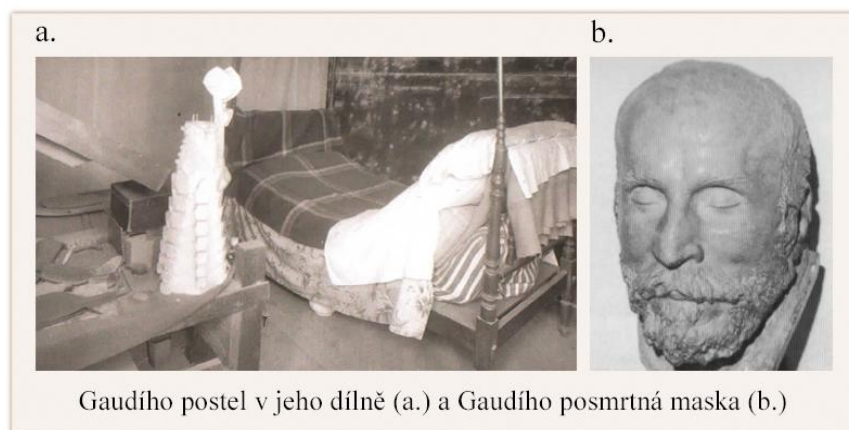 a.
b.
Gaudího postel v jeho dílně (a.) a Gaudího posmrtná maska (b.)